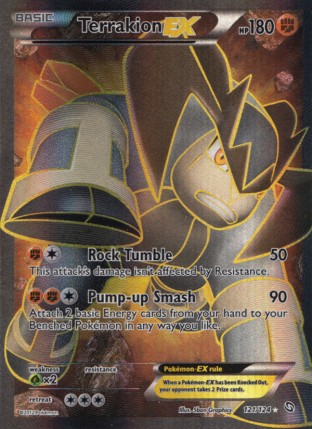 BASIC
Terrakion EX
HP 180
Rock Tumble 50
This attack's damage isn't affected by Resistance.
Pump-up Smash 90
Attach 2 basic Energy cards from your hand to
your Benched Pokémon in any way you like.
weakness resistance
×2
Pokémon-EX rule
When a Pokémon-EX has been Knocked Out,
your opponent takes 2 Prize cards.
retreat
Illus. 5ban Graphics
121/124 ★